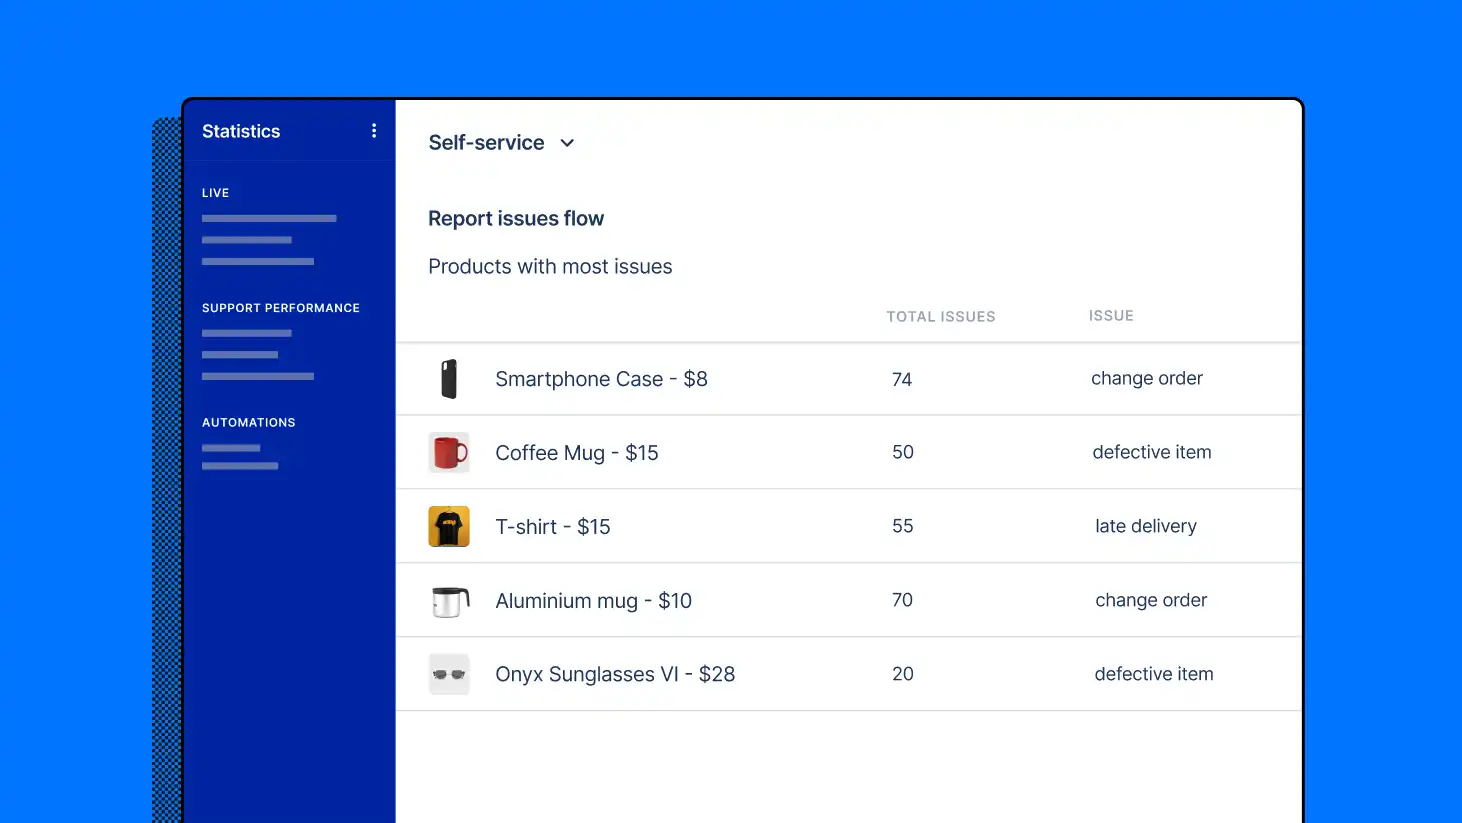 Statistics
LIVE
SUPPORT PERFORMANCE
AUTOMATIONS
Self-service
Report issues flow
Products with most issues
TOTAL ISSUES ISSUE
Smartphone Case - $8 74 change order
Coffee Mug - $15 50 defective item
T-shirt - $15 55 late delivery
Aluminium mug - $10 70 change order
Onyx Sunglasses VI - $28 20 defective item